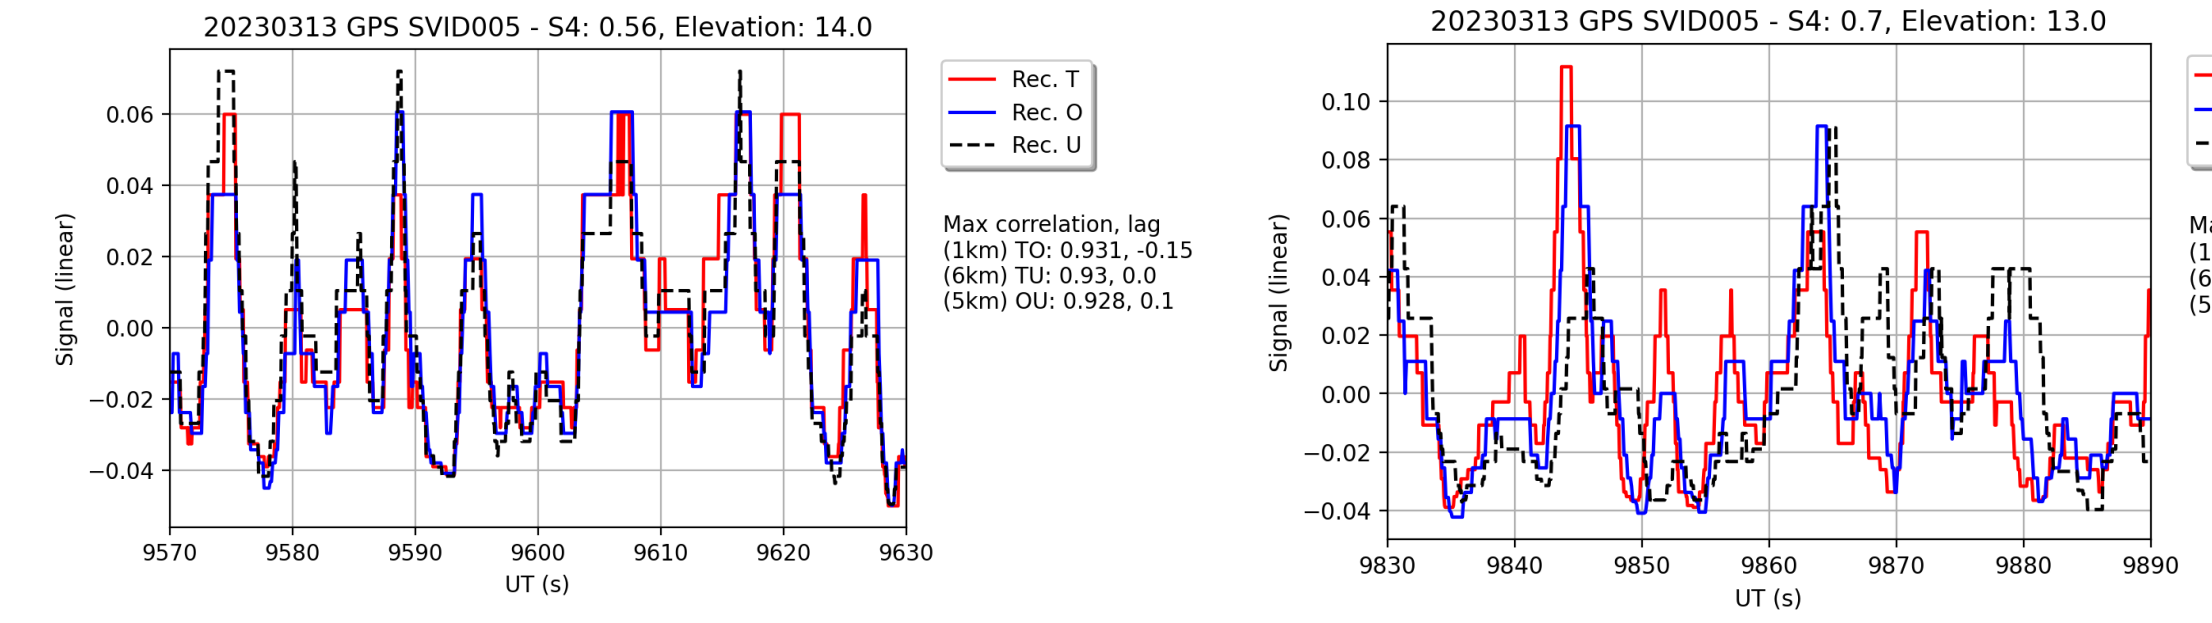 20230313 GPS SVID005 - S4: 0.56, Elevation: 14.0
0.06
0.04
0.02
0.00
−0.02
−0.04
Signal (linear)
9570
9580
9590
9600
9610
9620
9630
UT (s)
Rec. T
Rec. O
Rec. U
Max correlation, lag
(1km) TO: 0.931, -0.15
(6km) TU: 0.93, 0.0
(5km) OU: 0.928, 0.1
20230313 GPS SVID005 - S4: 0.7, Elevation: 13.0
0.10
0.08
0.06
0.04
0.02
0.00
−0.02
−0.04
Signal (linear)
9830
9840
9850
9860
9870
9880
9890
UT (s)